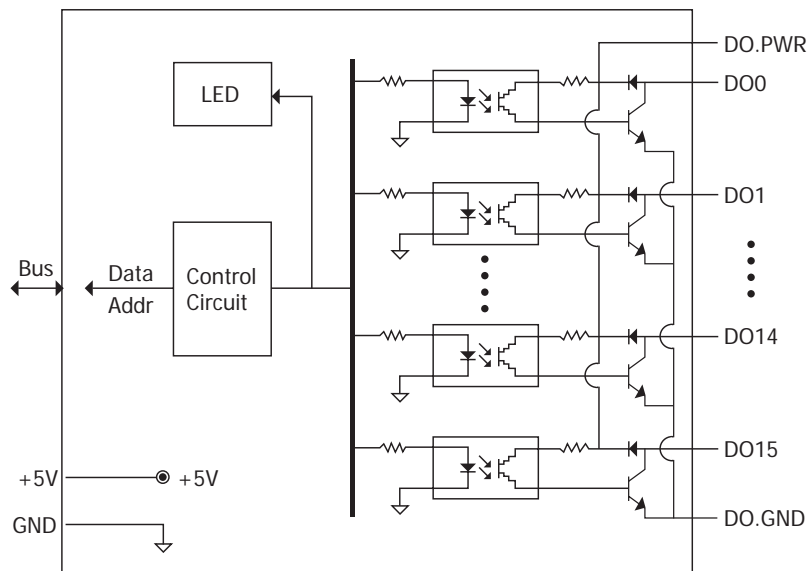 DO.PWR
DO0
LED
DO1
Bus
Data
Addr
Control
Circuit
DO14
DO15
+5V
+5V
GND
DO.GND